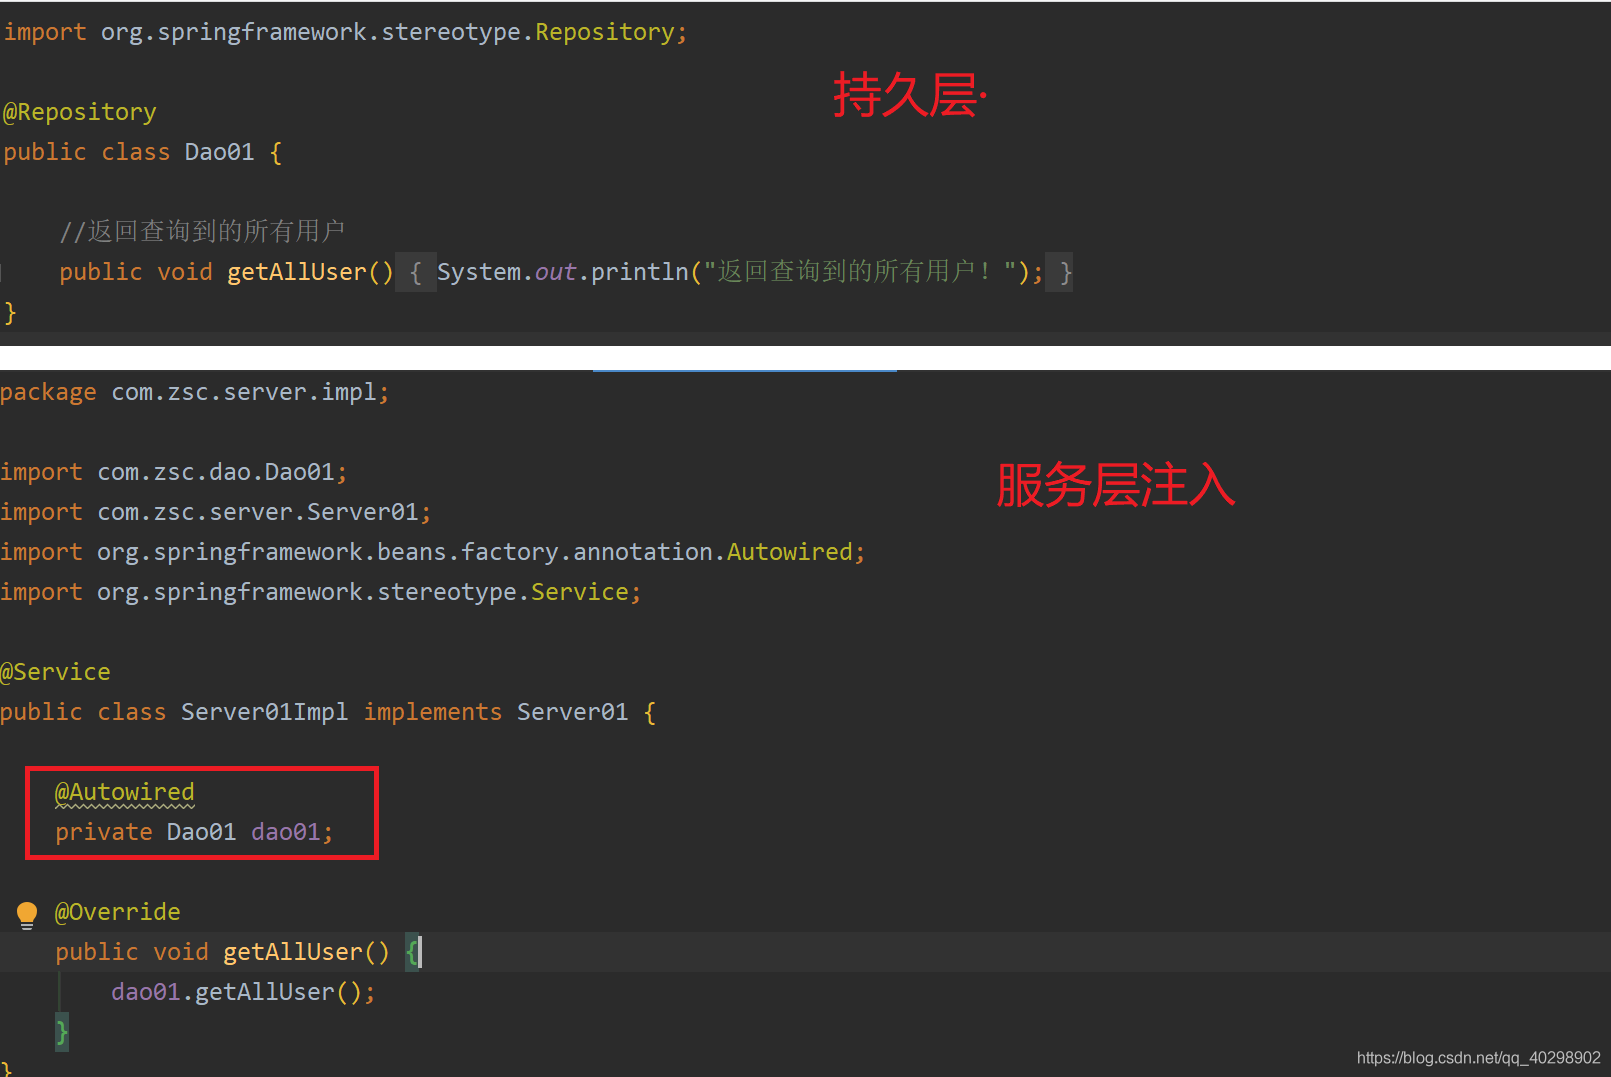 import org.springframework.stereotype.Repository;
持久层·
@Repository
public class Dao01 {
//返回查询到的所有用户
public void getAllUser() { System.out.println("返回查询到的所有用户！"); }
}
package com.zsc.server.impl;
import com.zsc.dao.Dao01;
服务层注入
import com.zsc.server.Server01;
import org.springframework.beans.factory.annotation.Autowired;
import org.springframework.stereotype.Service;
@Service
public class Server01Impl implements Server01 {
@Autowired
private Dao01 dao01;
@Override
public void getAllUser() {
dao01.getAllUser();
}
https://blog.csdn.net/qq_40298902
}